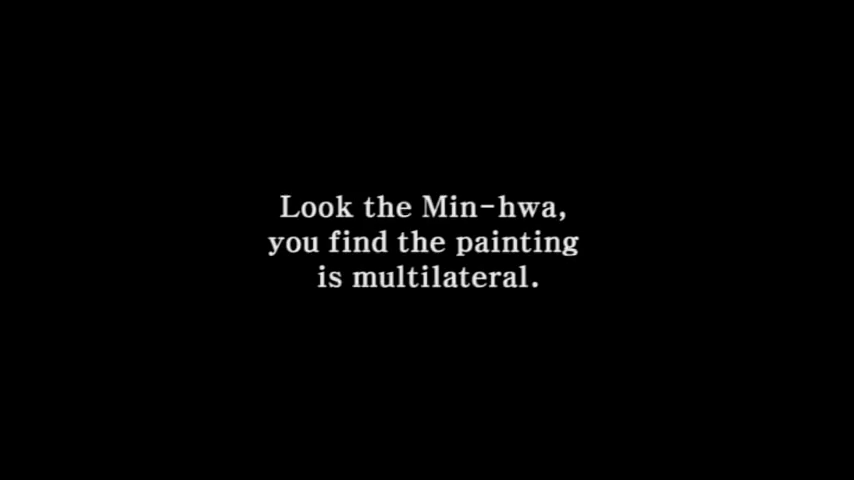 Look the Min-hwa,
you find the painting
is multilateral.